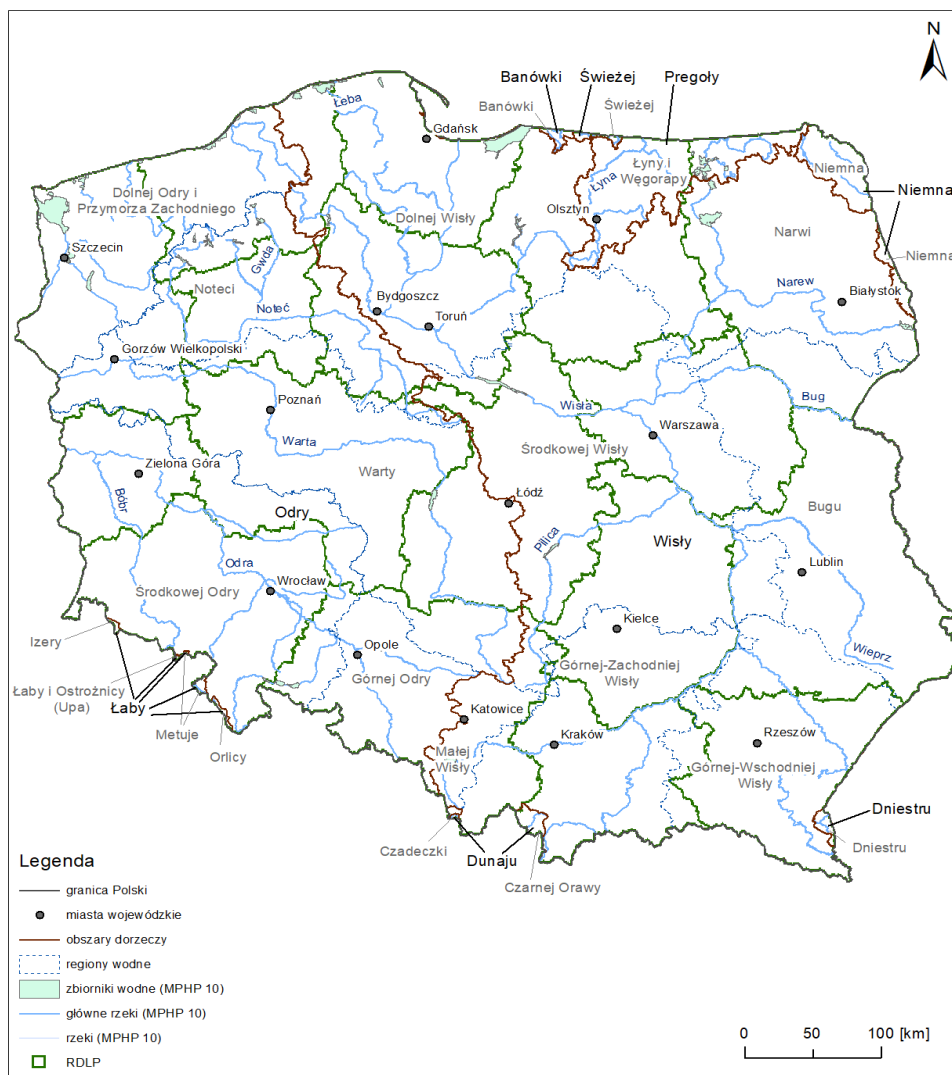 N
Banówki
Świeżej
Pregoły
Banówki
Świeżej
Łeba
Gdańsk
Łyny i
Węgorapy
Niemna
Łyna
Niemna
Dolnej Odry i
Przymorza Zachodniego
Dolnej Wisły
Olsztyn
Narwi
Szczecin
Gwda
Niemna
Noteci
Narew
Białystok
Bydgoszcz
Noteć
Toruń
Gorzów Wielkopolski
Poznań
Wisła
Bug
Warta
Środkowej Wisły
Warszawa
Zielona Góra
Warty
Bóbr
Łódź
Bugu
Odry
Pilica
Wisły
Odra
Lublin
Wrocław
Środkowej Odry
Kielce
Izery
Opole
Wieprz
Górnej Odry
Górnej-Zachodniej
Wisły
Łaby i Ostrożnicy
(Upa)
Łaby
Metuje
Orlicy
Katowice
Kraków
Rzeszów
Małej
Wisły
Górnej-Wschodniej
Wisły
Dniestru
Czadeczki
Dunaju
Dniestru
Czarnej Orawy
Legenda
granica Polski
miasta wojewódzkie
obszary dorzeczy
regiony wodne
zbiorniki wodne (MPHP 10)
główne rzeki (MPHP 10)
rzeki (MPHP 10)
RDLP
0 50 100 [km]